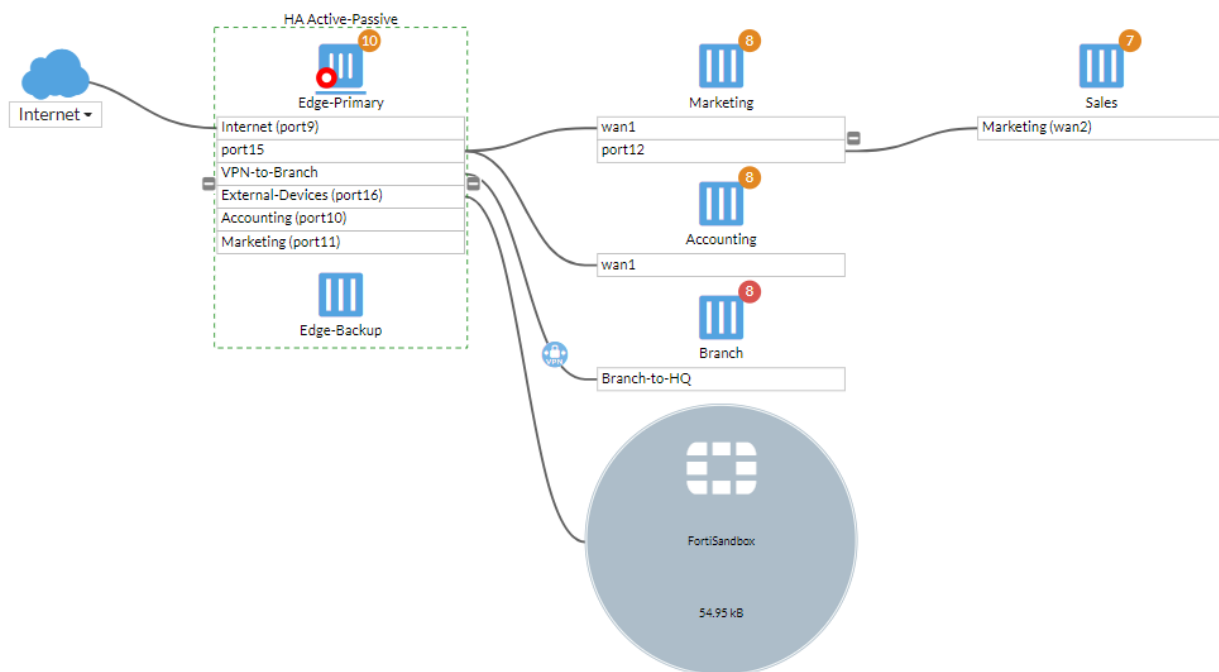 HA Active-Passive
10
Edge-Primary
Internet
Internet (port9)
port15
VPN-to-Branch
External-Devices (port16)
Accounting (port10)
Marketing (port11)
Edge-Backup
8
Marketing
wan1
port12
7
Sales
Marketing (wan2)
8
Accounting
wan1
8
Branch
VPN
Branch-to-HQ
FortiSandbox
54.95 kB